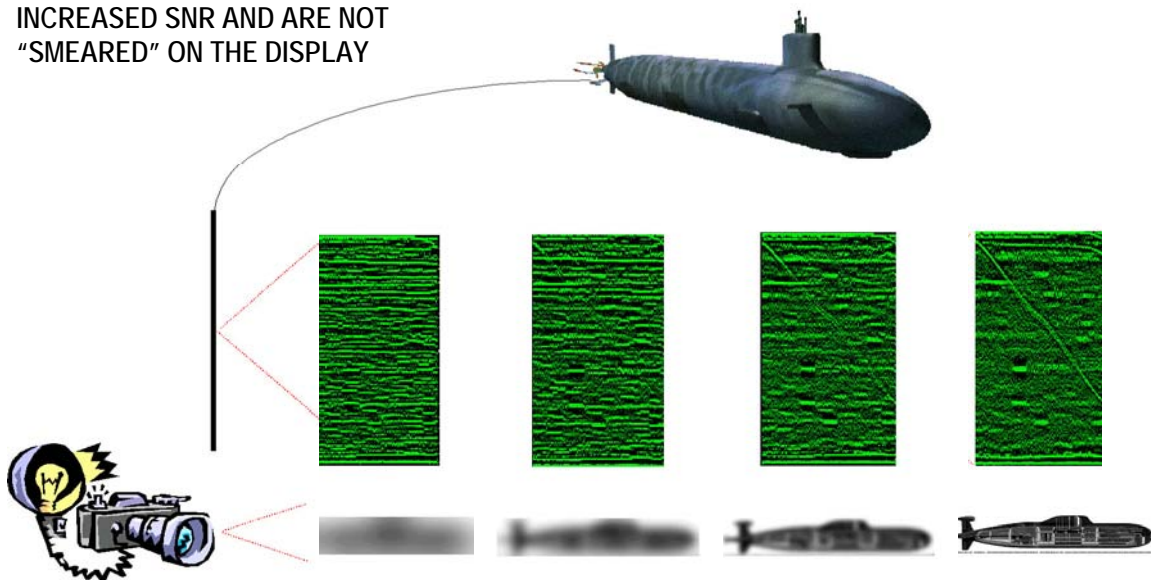 INCREASED SNR AND ARE NOT
“SMEARED” ON THE DISPLAY